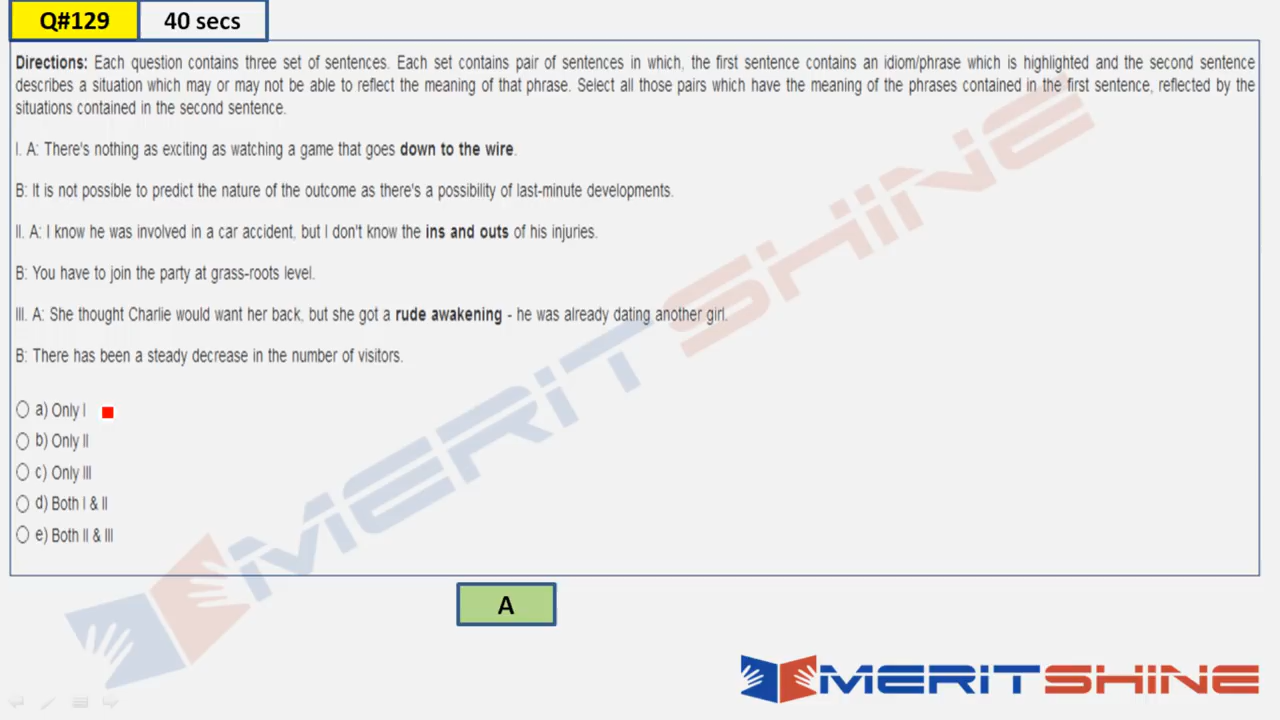 Q#129
40 secs
Directions: Each question contains three set of sentences. Each set contains pair of sentences in which, the first sentence contains an idiom/phrase which is highlighted and the second sentence
describes a situation which may or may not be able to reflect the meaning of that phrase. Select all those pairs which have the meaning of the phrases contained in the first sentence, reflected by the
situations contained in the second sentence.
I. A: There's nothing as exciting as watching a game that goes down to the wire.
B: It is not possible to predict the nature of the outcome as there's a possibility of last-minute developments.
II. A: I know he was involved in a car accident, but I don't know the ins and outs of his injuries.
B: You have to join the party at grass-roots level.
III. A: She thought Charlie would want her back, but she got a rude awakening - he was already dating another girl.
B: There has been a steady decrease in the number of visitors.
a) Only I
b) Only II
c) Only III
d) Both I & II
e) Both II & III
A
MERITSHINE
MERITSHINE